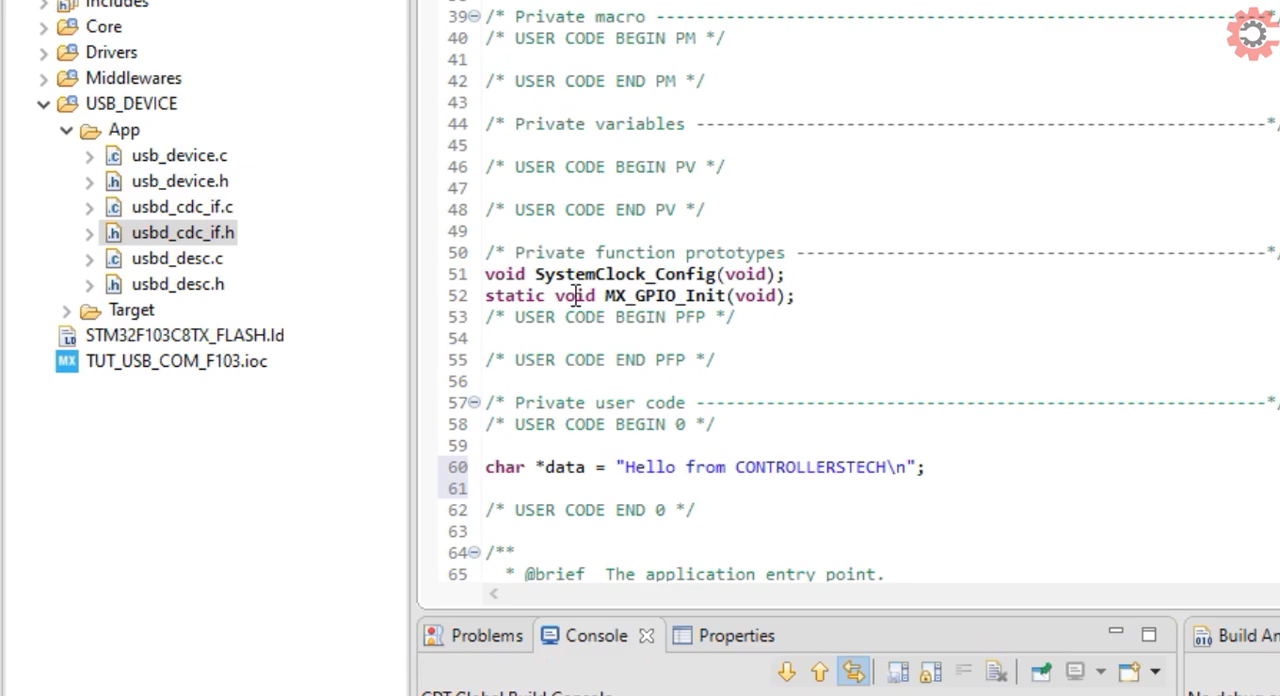 Includes
Core
Drivers
Middlewares
USB_DEVICE
App
usb_device.c
usb_device.h
usbd_cdc_if.c
usbd_cdc_if.h
usbd_desc.c
usbd_desc.h
Target
STM32F103C8TX_FLASH.ld
MX TUT_USB_COM_F103.ioc
39 /* Private macro -------------------------------------------------------------*/
40 /* USER CODE BEGIN PM */
41
42 /* USER CODE END PM */
43
44 /* Private variables ---------------------------------------------------------*/
45
46 /* USER CODE BEGIN PV */
47
48 /* USER CODE END PV */
49
50 /* Private function prototypes -----------------------------------------------*/
51 void SystemClock_Config(void);
52 static void MX_GPIO_Init(void);
53 /* USER CODE BEGIN PFP */
54
55 /* USER CODE END PFP */
56
57 /* Private user code ---------------------------------------------------------*/
58 /* USER CODE BEGIN 0 */
59
60 char *data = "Hello from CONTROLLERSTECH\n";
61
62 /* USER CODE END 0 */
63
64 /**
65 * @brief The application entry point.
Problems Console Properties
Build An
CDT Global Build Console
No debug